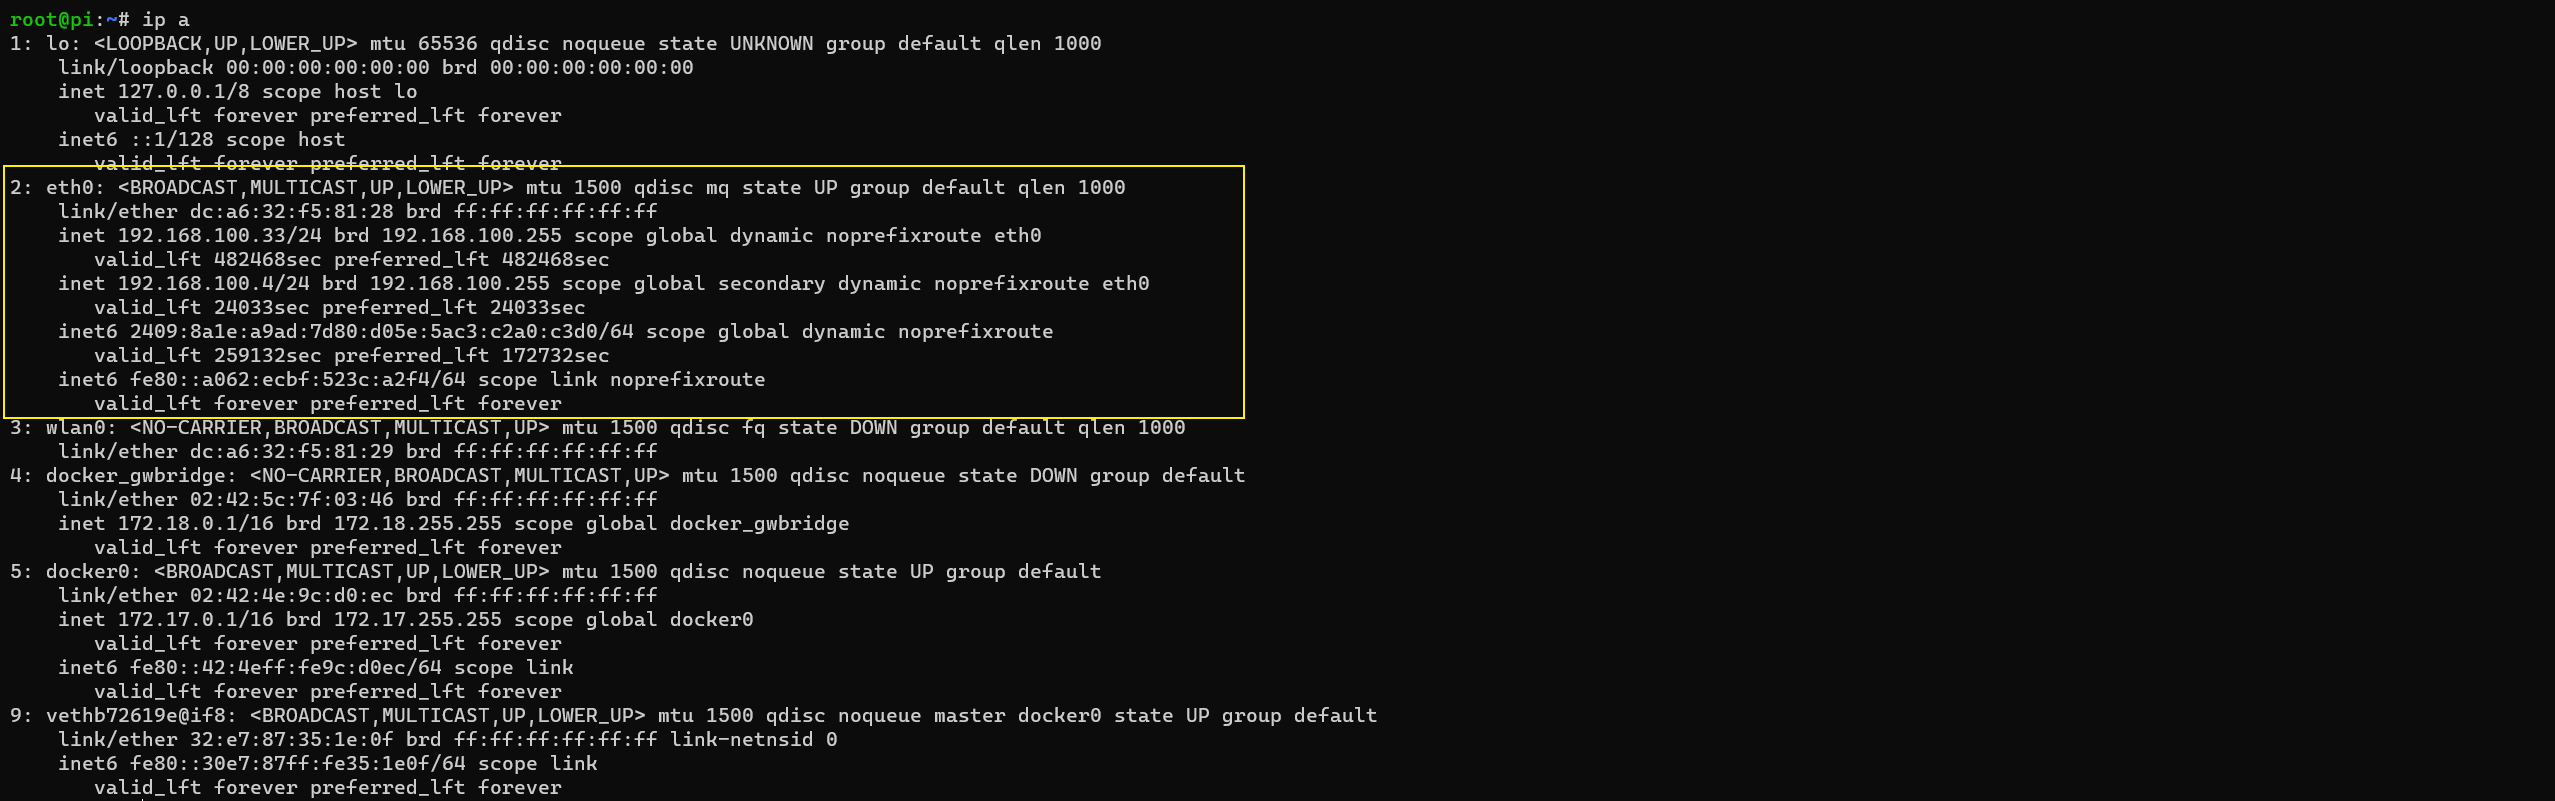 root@pi:~# ip a
1: lo: <LOOPBACK,UP,LOWER_UP> mtu 65536 qdisc noqueue state UNKNOWN group default qlen 1000
    link/loopback 00:00:00:00:00:00 brd 00:00:00:00:00:00
    inet 127.0.0.1/8 scope host lo
       valid_lft forever preferred_lft forever
    inet6 ::1/128 scope host
       valid_lft forever preferred_lft forever
2: eth0: <BROADCAST,MULTICAST,UP,LOWER_UP> mtu 1500 qdisc mq state UP group default qlen 1000
    link/ether dc:a6:32:f5:81:28 brd ff:ff:ff:ff:ff:ff
    inet 192.168.100.33/24 brd 192.168.100.255 scope global dynamic noprefixroute eth0
       valid_lft 482468sec preferred_lft 482468sec
    inet 192.168.100.4/24 brd 192.168.100.255 scope global secondary dynamic noprefixroute eth0
       valid_lft 24033sec preferred_lft 24033sec
    inet6 2409:8a1e:a9ad:7d80:d05e:5ac3:c2a0:c3d0/64 scope global dynamic noprefixroute
       valid_lft 259132sec preferred_lft 172732sec
    inet6 fe80::a062:ecbf:523c:a2f4/64 scope link noprefixroute
       valid_lft forever preferred_lft forever
3: wlan0: <NO-CARRIER,BROADCAST,MULTICAST,UP> mtu 1500 qdisc fq state DOWN group default qlen 1000
    link/ether dc:a6:32:f5:81:29 brd ff:ff:ff:ff:ff:ff
4: docker_gwbridge: <NO-CARRIER,BROADCAST,MULTICAST,UP> mtu 1500 qdisc noqueue state DOWN group default
    link/ether 02:42:5c:7f:03:46 brd ff:ff:ff:ff:ff:ff
    inet 172.18.0.1/16 brd 172.18.255.255 scope global docker_gwbridge
       valid_lft forever preferred_lft forever
5: docker0: <BROADCAST,MULTICAST,UP,LOWER_UP> mtu 1500 qdisc noqueue state UP group default
    link/ether 02:42:4e:9c:d0:ec brd ff:ff:ff:ff:ff:ff
    inet 172.17.0.1/16 brd 172.17.255.255 scope global docker0
       valid_lft forever preferred_lft forever
    inet6 fe80::42:4eff:fe9c:d0ec/64 scope link
       valid_lft forever preferred_lft forever
9: vethb72619e@if8: <BROADCAST,MULTICAST,UP,LOWER_UP> mtu 1500 qdisc noqueue master docker0 state UP group default
    link/ether 32:e7:87:35:1e:0f brd ff:ff:ff:ff:ff:ff link-netnsid 0
    inet6 fe80::30e7:87ff:fe35:1e0f/64 scope link
       valid_lft forever preferred_lft forever